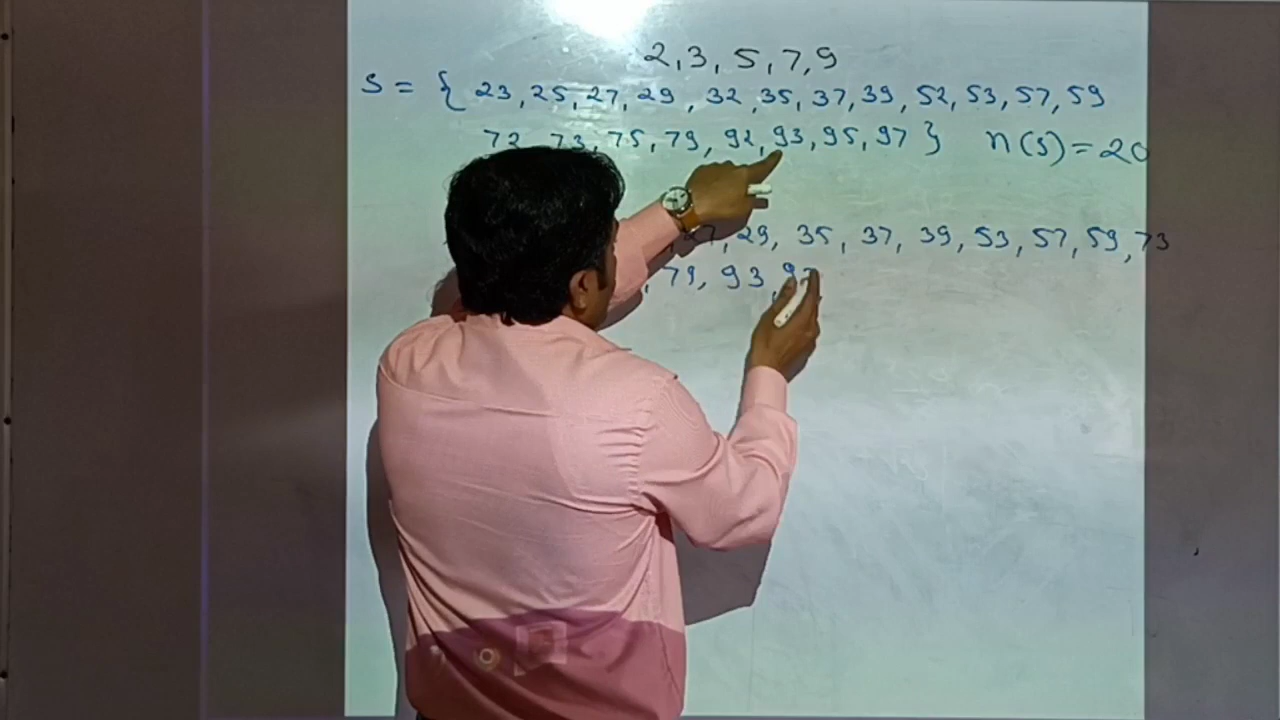 2, 3, 5, 7, 9
S = { 23, 25, 27, 29, 32, 35, 37, 39, 52, 53, 57, 59
72, 73, 75, 79, 92, 93, 95, 97 } n(S) = 20
27, 29, 35, 37, 39, 53, 57, 59, 73
, 79, 93,